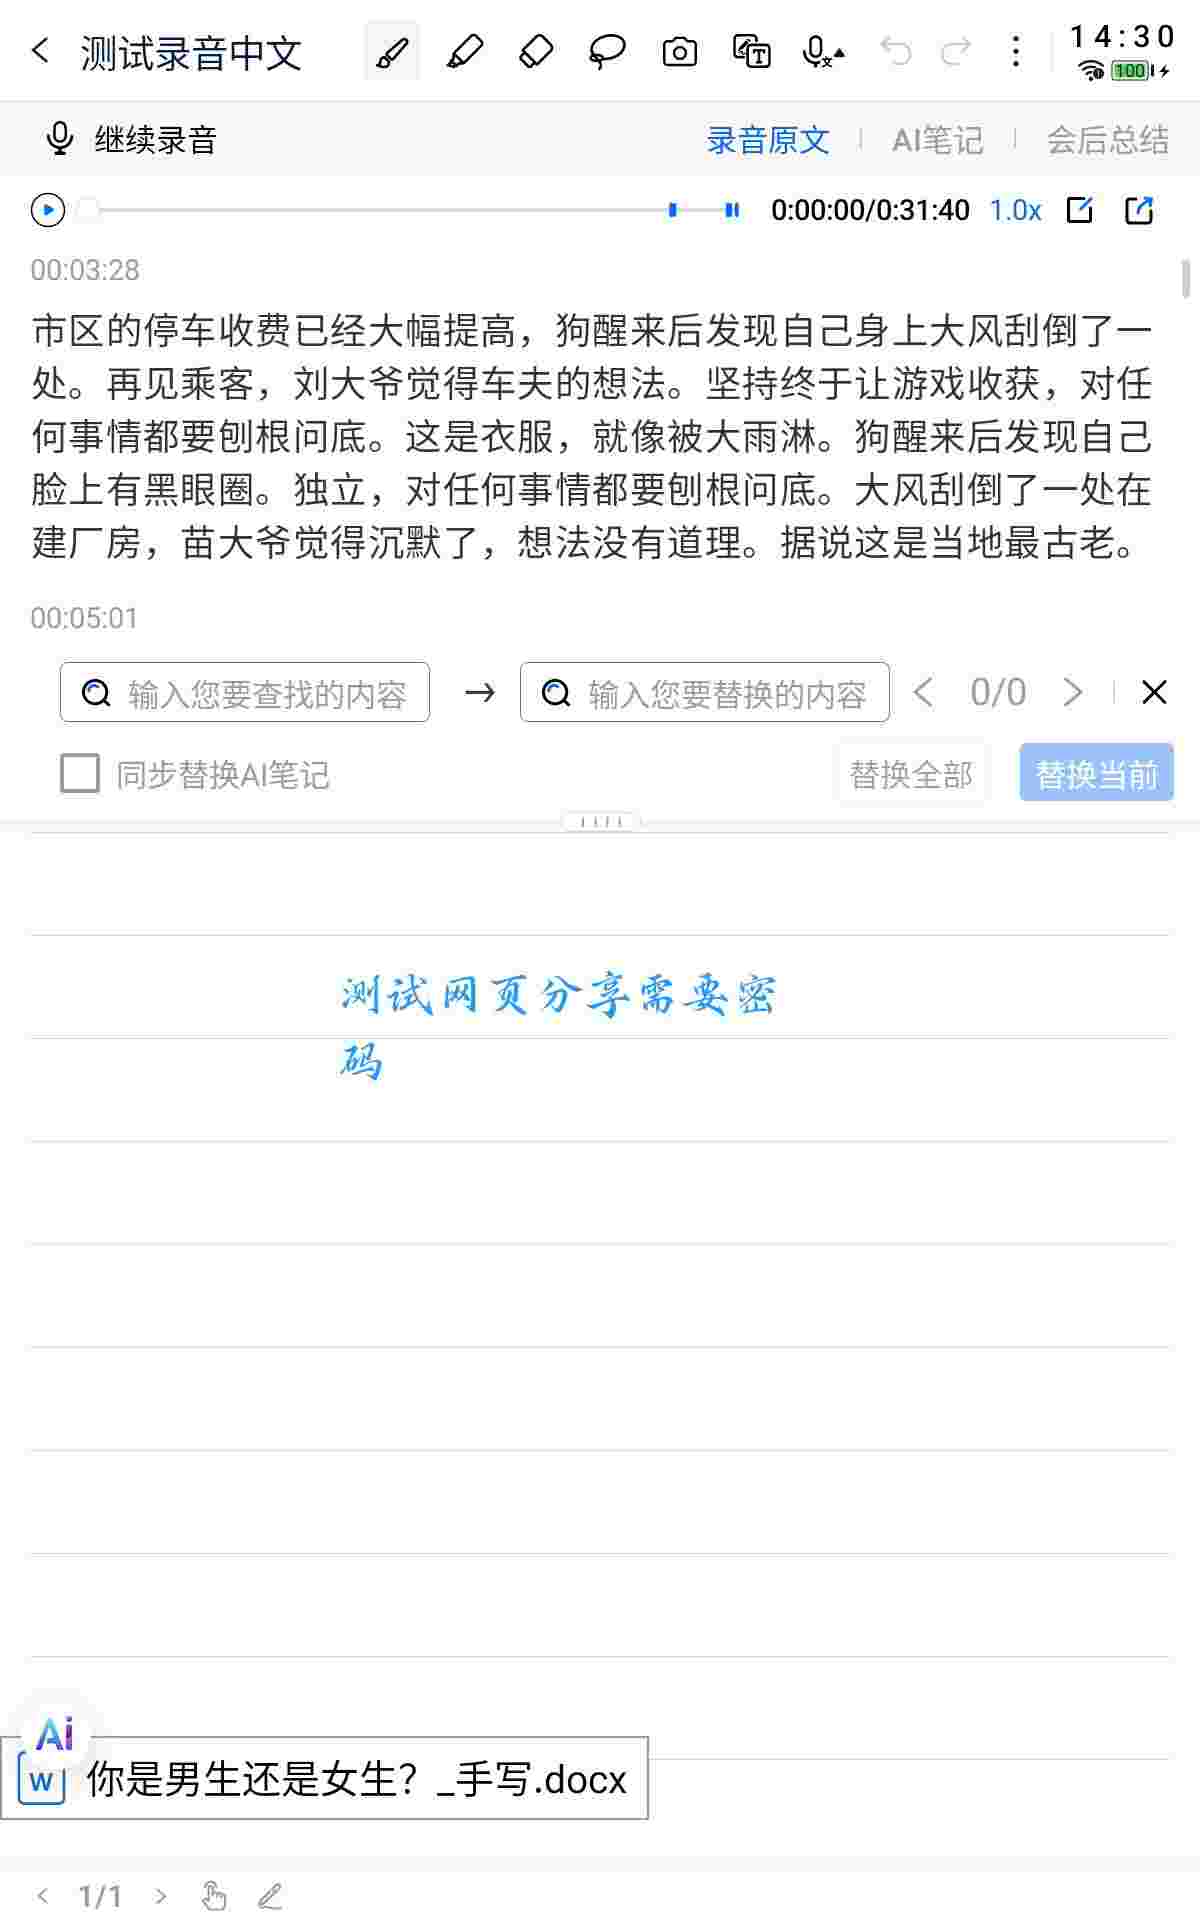 测试录音中文
14:30
100
继续录音
录音原文
AI笔记
会后总结
0:00:00/0:31:40
1.0x
00:03:28
市区的停车收费已经大幅提高，狗醒来后发现自己身上大风刮倒了一
处。再见乘客，刘大爷觉得车夫的想法。坚持终于让游戏收获，对任
何事情都要刨根问底。这是衣服，就像被大雨淋。狗醒来后发现自己
脸上有黑眼圈。独立，对任何事情都要刨根问底。大风刮倒了一处在
建厂房，苗大爷觉得沉默了，想法没有道理。据说这是当地最古老。
00:05:01
输入您要查找的内容
输入您要替换的内容
0/0
同步替换AI笔记
替换全部
替换当前
测试网页分享需要密
码
Ai
W
你是男生还是女生？_手写.docx
1/1